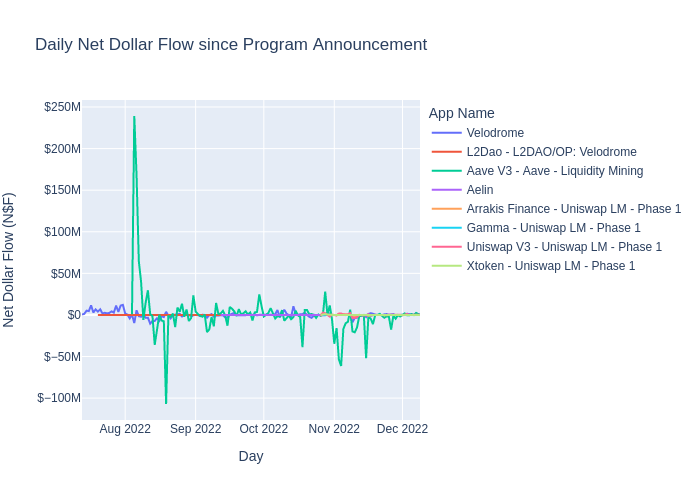 Daily Net Dollar Flow since Program Announcement
$250M
$200M
$150M
$100M
$50M
$0
−$50M
−$100M
Net Dollar Flow (N$F)
Aug 2022
Sep 2022
Oct 2022
Nov 2022
Dec 2022
Day
App Name
Velodrome
L2Dao - L2DAO/OP: Velodrome
Aave V3 - Aave - Liquidity Mining
Aelin
Arrakis Finance - Uniswap LM - Phase 1
Gamma - Uniswap LM - Phase 1
Uniswap V3 - Uniswap LM - Phase 1
Xtoken - Uniswap LM - Phase 1